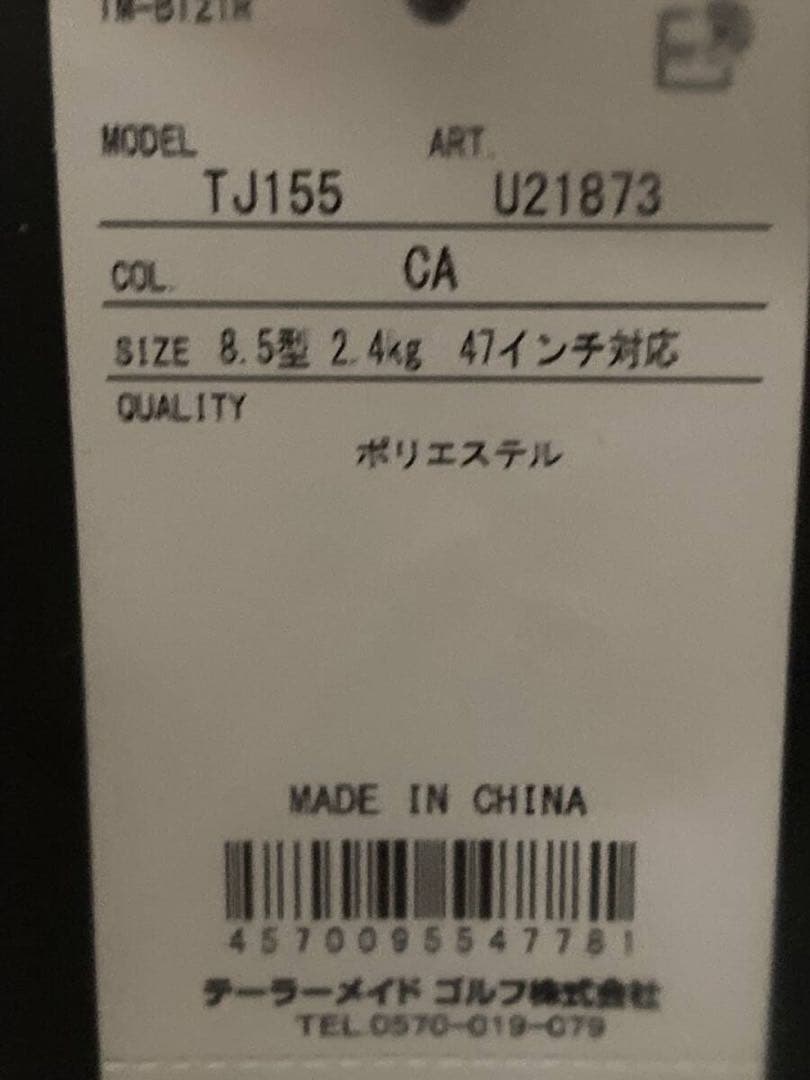 MODEL ART.
TJ155 U21873
COL. CA
SIZE 8.5型 2.4kg 47インチ対応
QUALITY
ポリエステル
MADE IN CHINA
4570095547781
テーラーメイド ゴルフ株式会社
TEL.0570-019-079